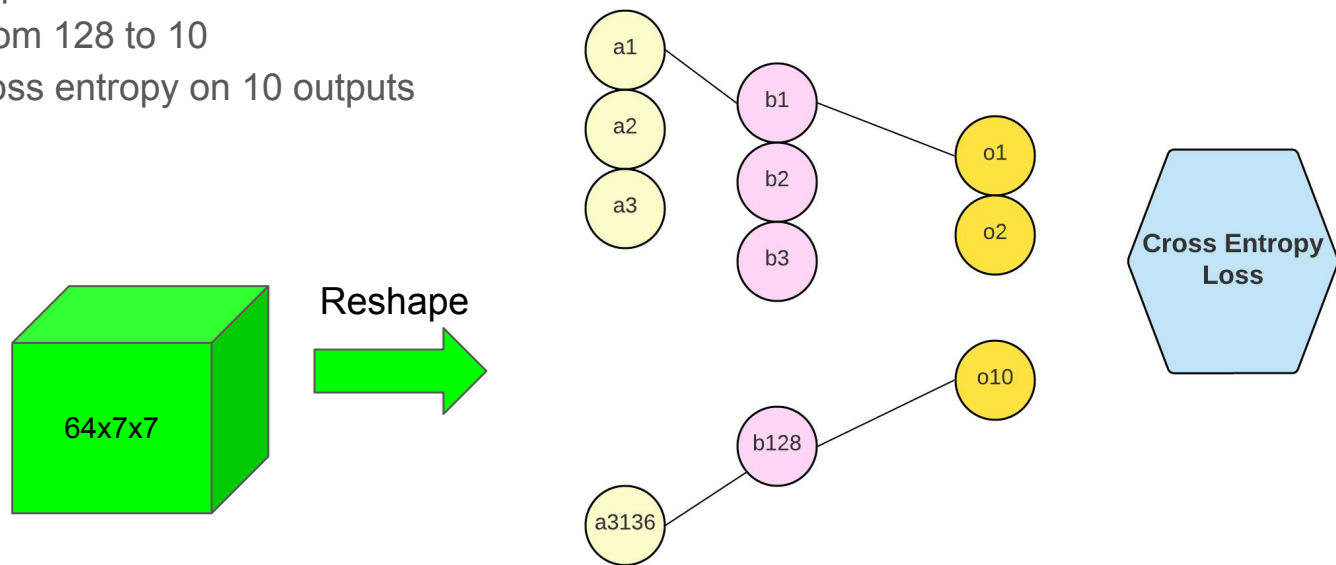 om 128 to 10
oss entropy on 10 outputs
a1
a2
a3
a3136
b1
b2
b3
b128
o1
o2
o10
Cross Entropy
Loss
Reshape
64x7x7